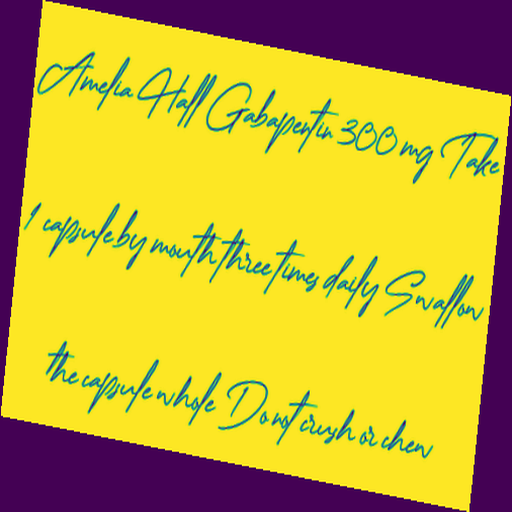 Amelia Hall Gabapentin 300 mg Take
1 capsule by mouth three times daily Swallow
the capsule whole Do not crush or chew